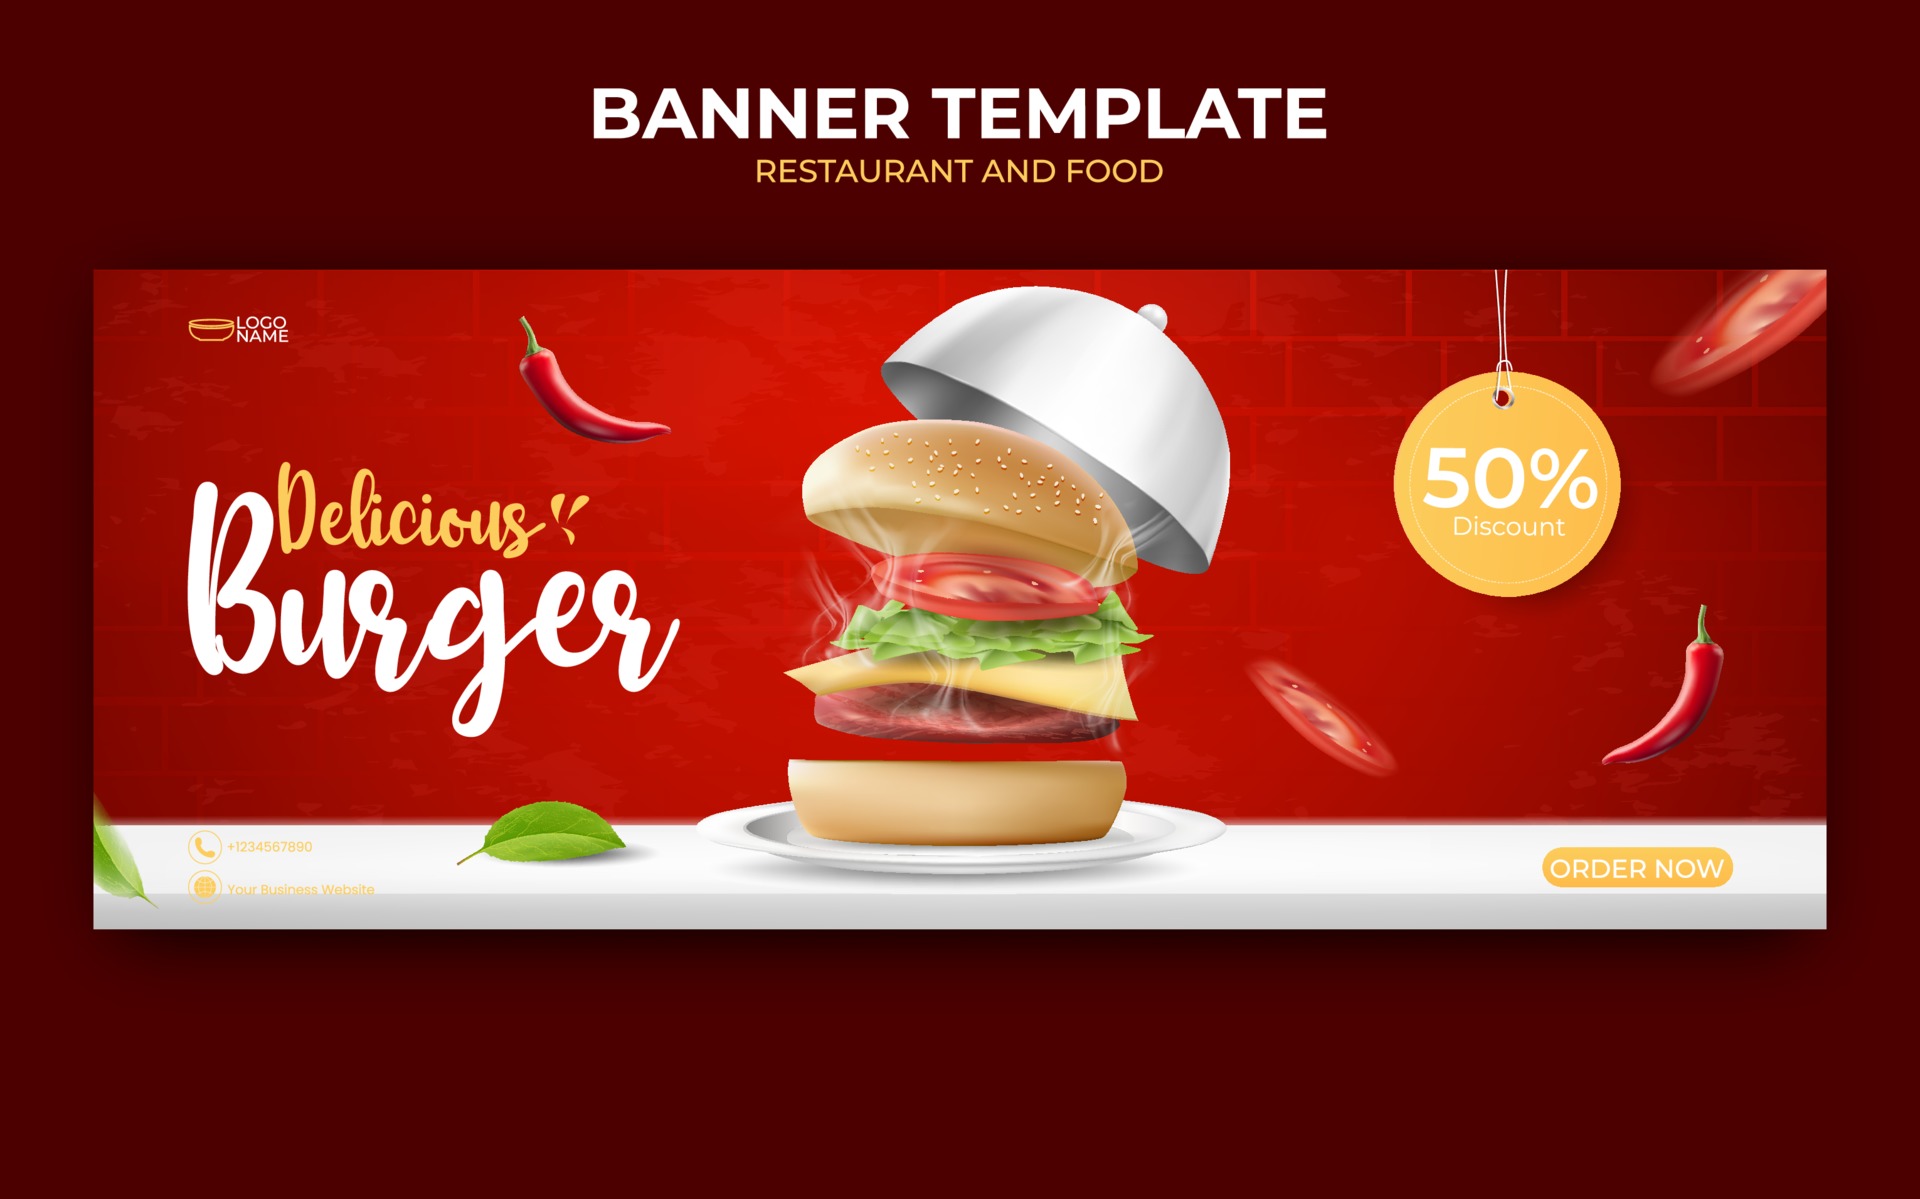 BANNER TEMPLATE
RESTAURANT AND FOOD
LOGO
NAME
Delicious
Burger
50%
Discount
+1234567890
Your Business Website
ORDER NOW